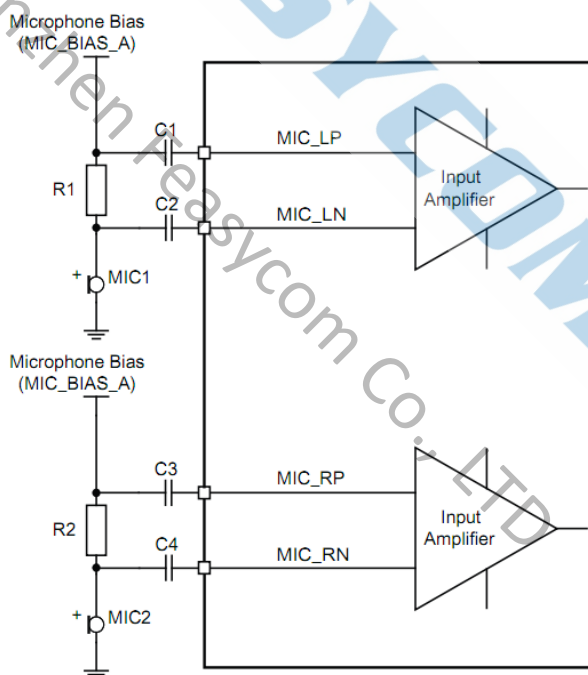 Microphone Bias
(MIC_BIAS_A)
C1
MIC_LP
R1
Input
Amplifier
C2
MIC_LN
+
MIC1
Microphone Bias
(MIC_BIAS_A)
C3
MIC_RP
R2
Input
Amplifier
C4
MIC_RN
+
MIC2
Feasycom Co., LTD